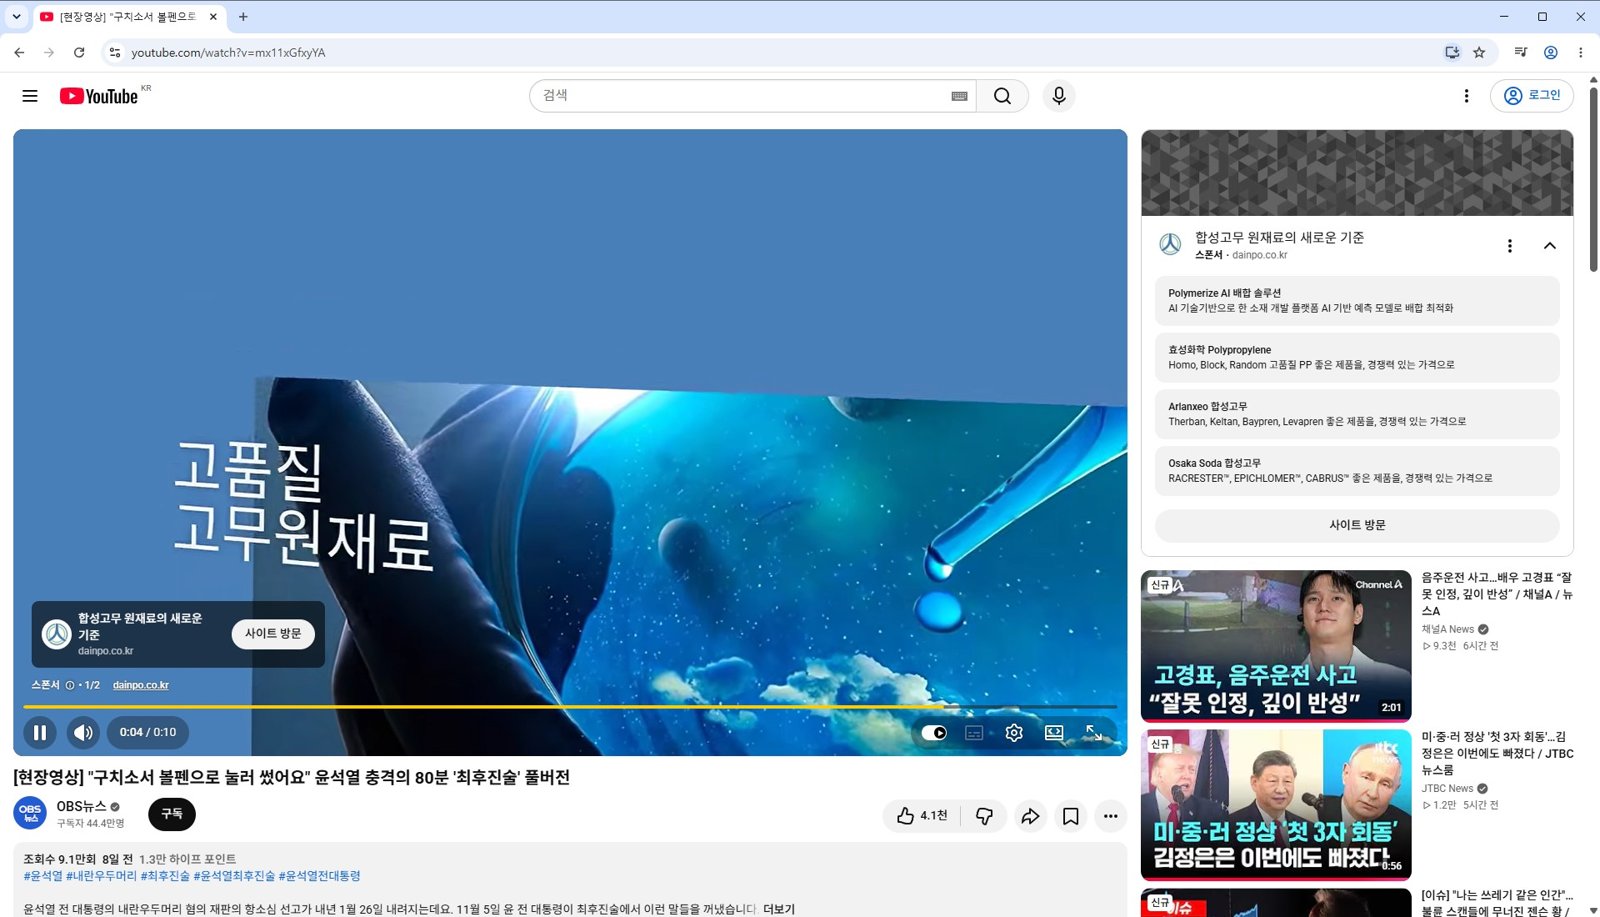 [현장영상] "구치소서 볼펜으로
youtube.com/watch?v=mx11xGfxyYA
YouTube KR
검색
로그인
고품질
고무원재료
합성고무 원재료의 새로운
기준
dainpo.co.kr
사이트 방문
스폰서 · 1/2 dainpo.co.kr
0:04 / 0:10
[현장영상] "구치소서 볼펜으로 눌러 썼어요" 윤석열 충격의 80분 '최후진술' 풀버전
OBS 뉴스
OBS뉴스
구독자 44.4만명
구독
4.1천
조회수 9.1만회 8일 전 1.3만 하이프 포인트
#윤석열 #내란우두머리 #최후진술 #윤석열최후진술 #윤석열전대통령
윤석열 전 대통령의 내란우두머리 혐의 재판의 항소심 선고가 내년 1월 26일 내려지는데요. 11월 5일 윤 전 대통령이 최후진술에서 이런 말들을 꺼냈습니다. 더보기
합성고무 원재료의 새로운 기준
스폰서 · dainpo.co.kr
Polymerize AI 배합 솔루션
AI 기술기반으로 한 소재 개발 플랫폼 AI 기반 예측 모델로 배합 최적화
효성화학 Polypropylene
Homo, Block, Random 고품질 PP 좋은 제품을, 경쟁력 있는 가격으로
Arlanxeo 합성고무
Therban, Keltan, Baypren, Levapren 좋은 제품을, 경쟁력 있는 가격으로
Osaka Soda 합성고무
RACRESTER™, EPICHLOMER™, CABRUS™ 좋은 제품을, 경쟁력 있는 가격으로
사이트 방문
신규
Channel A
고경표, 음주운전 사고
"잘못 인정, 깊이 반성"
2:01
음주운전 사고...배우 고경표 "잘
못 인정, 깊이 반성" / 채널A / 뉴
스A
채널A News
9.3천 6시간 전
신규
jtbc NEWS
미·중·러 정상 '첫 3자 회동'
김정은은 이번에도 빠졌다
0:56
미·중·러 정상 '첫 3자 회동'...김
정은은 이번에도 빠졌다 / JTBC
뉴스룸
JTBC News
1.2만 5시간 전
신규
이슈
[이슈] "나는 쓰레기 같은 인간"...
불륜 스캔들에 무너진 젠슨 황 /